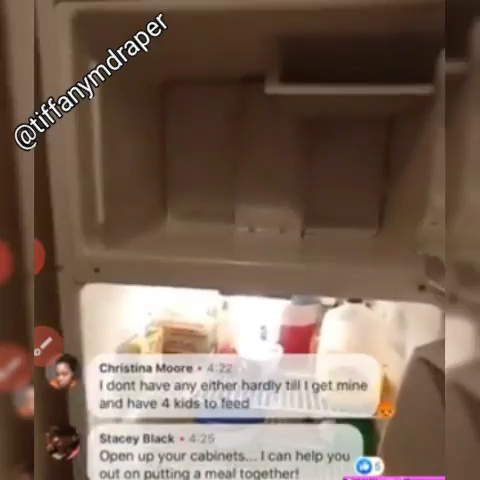 @tiffanymdraper
Christina Moore • 4:22
I dont have any either hardly till I get mine
and have 4 kids to feed
Stacey Black • 4:25
Open up your cabinets... I can help you
out on putting a meal together!
5